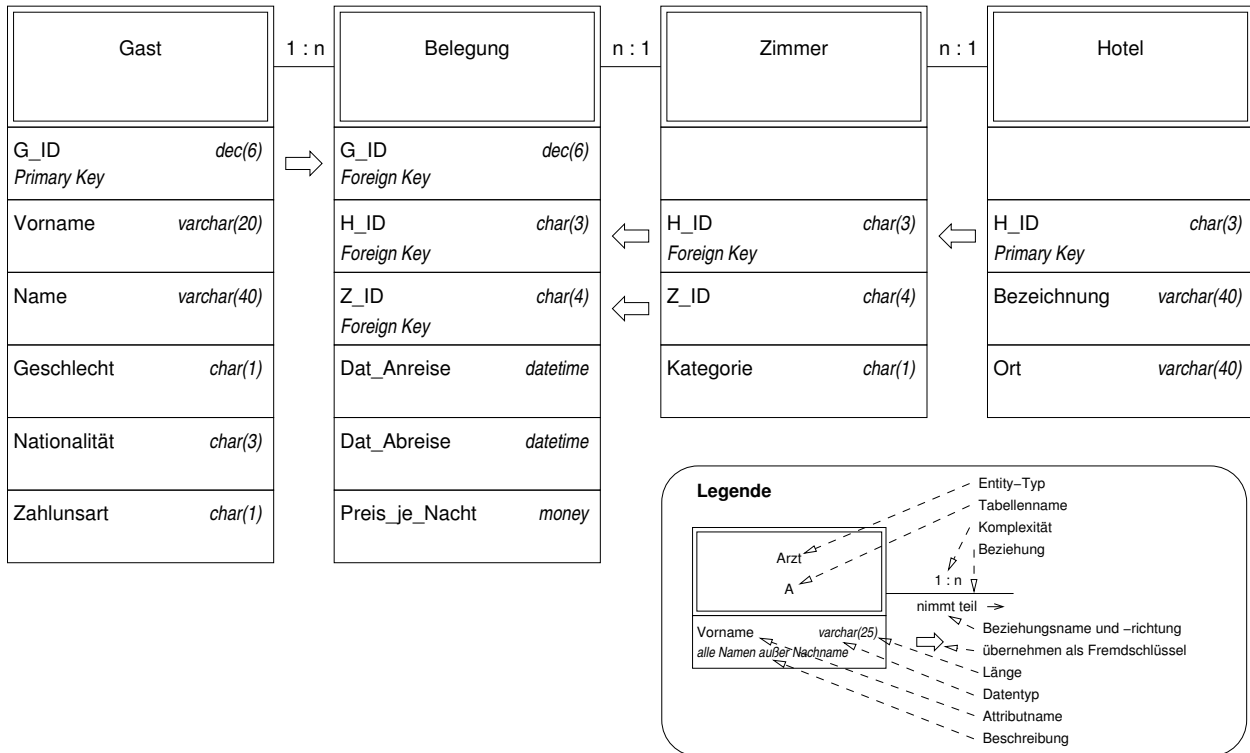 Gast
1 : n
Belegung
n : 1
Zimmer
n : 1
Hotel
G_ID dec(6)
Primary Key
Vorname varchar(20)
Name varchar(40)
Geschlecht char(1)
Nationalität char(3)
Zahlunsart char(1)
G_ID dec(6)
Foreign Key
H_ID char(3)
Foreign Key
Z_ID char(4)
Foreign Key
Dat_Anreise datetime
Dat_Abreise datetime
Preis_je_Nacht money
H_ID char(3)
Foreign Key
Z_ID char(4)
Kategorie char(1)
H_ID char(3)
Primary Key
Bezeichnung varchar(40)
Ort varchar(40)
Legende
Arzt
A
Vorname varchar(25)
alle Namen außer Nachname
1 : n
nimmt teil
Entity-Typ
Tabellenname
Komplexität
Beziehung
Beziehungsname und -richtung
übernehmen als Fremdschlüssel
Länge
Datentyp
Attributname
Beschreibung